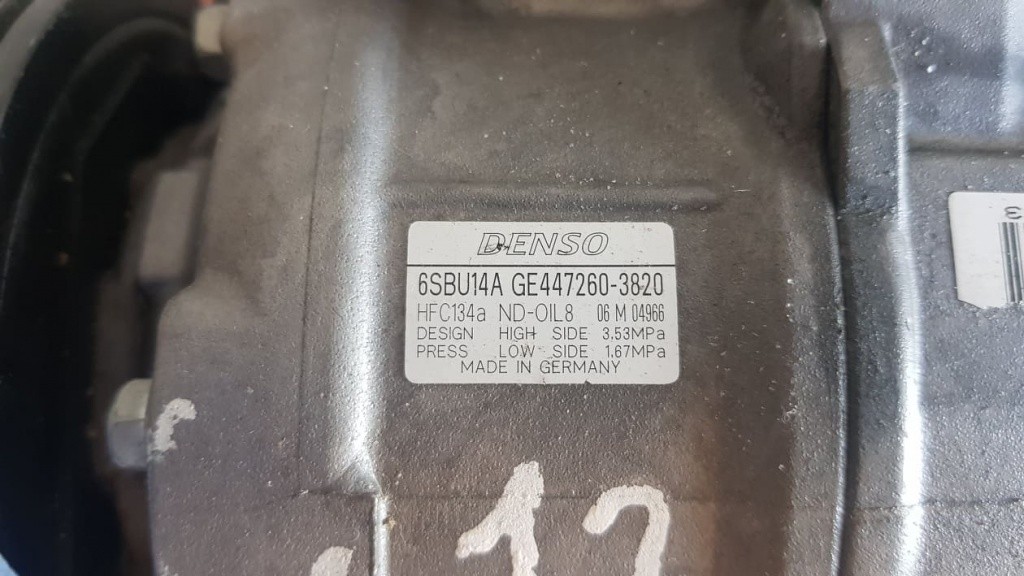 DENSO
6SBU14A GE447260-3820
HFC134a ND-OIL8 06 M 04966
DESIGN HIGH SIDE 3.53MPa
PRESS LOW SIDE 1.67MPa
MADE IN GERMANY
3